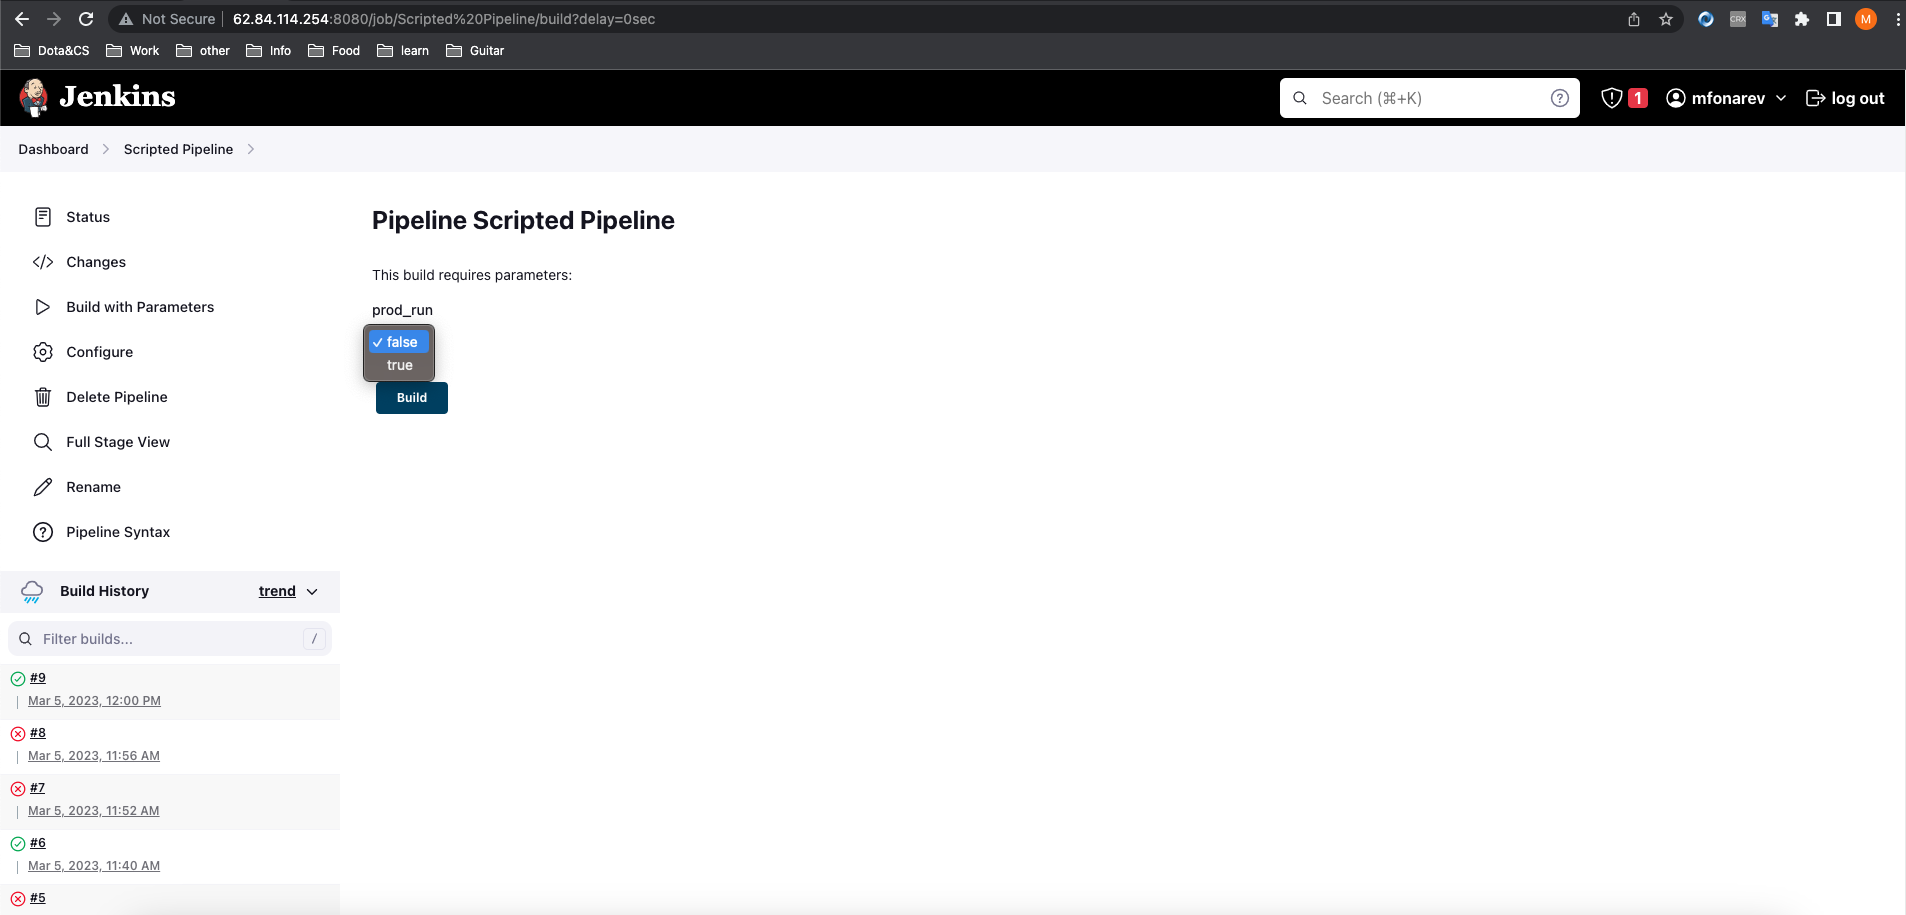 Not Secure 62.84.114.254:8080/job/Scripted%20Pipeline/build?delay=0sec
CRX
M
Dota&CS Work other Info Food learn Guitar
Jenkins
Search (⌘+K)
1
mfonarev
log out
Dashboard Scripted Pipeline
Status
Changes
Build with Parameters
Configure
Delete Pipeline
Full Stage View
Rename
Pipeline Syntax
Pipeline Scripted Pipeline
This build requires parameters:
prod_run
✓ false
true
Build
Build History trend
Filter builds... /
#9
Mar 5, 2023, 12:00 PM
#8
Mar 5, 2023, 11:56 AM
#7
Mar 5, 2023, 11:52 AM
#6
Mar 5, 2023, 11:40 AM
#5